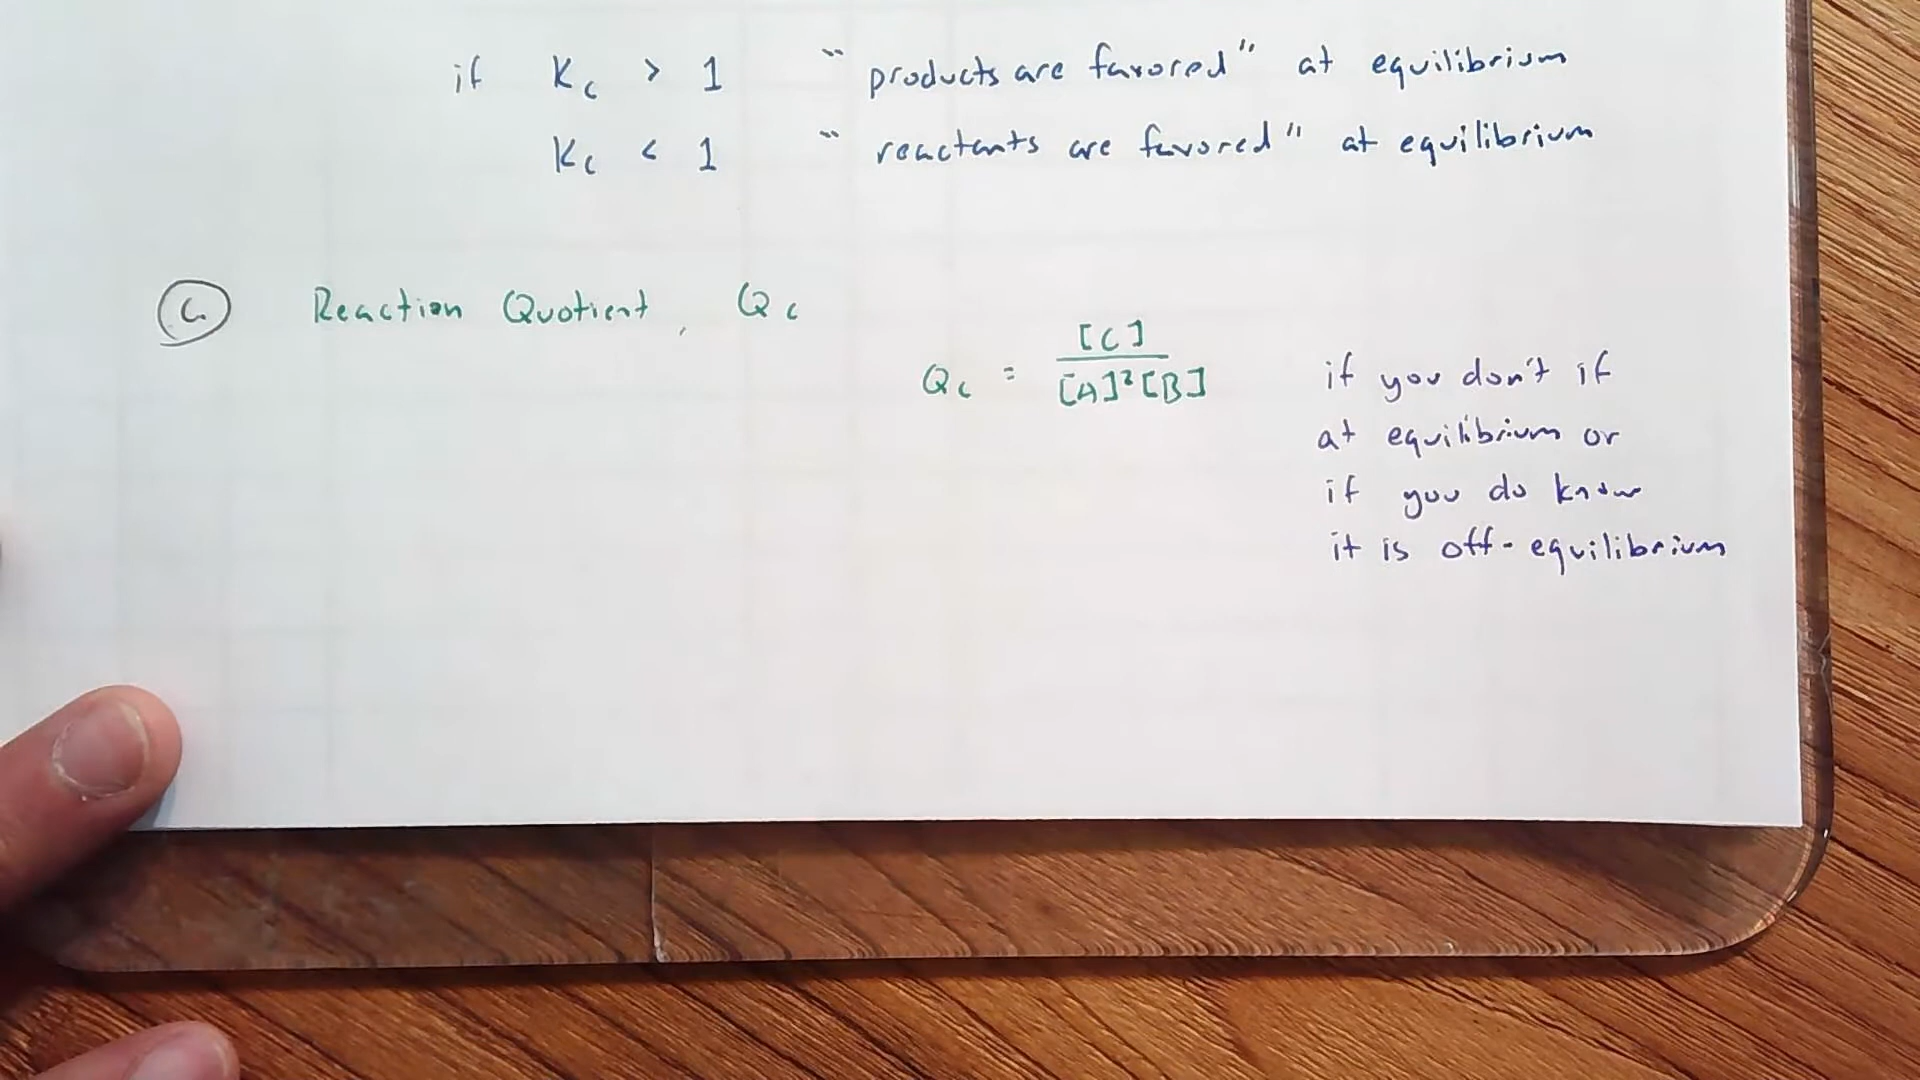 if Kc > 1 " products are favored" at equilibrium
Kc < 1 " reactants are favored" at equilibrium
Reaction Quotient, Qc
Qc = [C] / [A]²[B]
if you don't if
at equilibrium or
if you do know
it is off-equilibrium